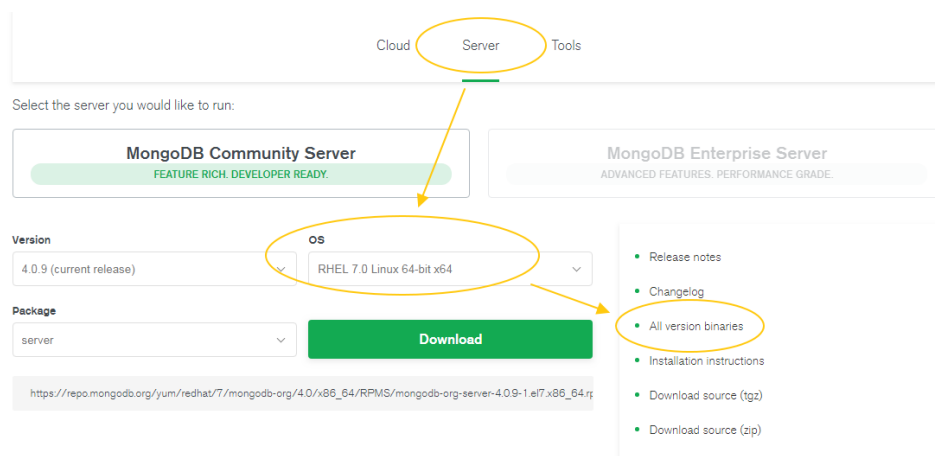 Cloud Server Tools
Select the server you would like to run:
MongoDB Community Server
FEATURE RICH. DEVELOPER READY.
MongoDB Enterprise Server
ADVANCED FEATURES. PERFORMANCE GRADE.
Version
4.0.9 (current release)
OS
RHEL 7.0 Linux 64-bit x64
Package
server
Download
https://repo.mongodb.org/yum/redhat/7/mongodb-org/4.0/x86_64/RPMS/mongodb-org-server-4.0.9-1.el7.x86_64.rp
Release notes
Changelog
All version binaries
Installation instructions
Download source (tgz)
Download source (zip)